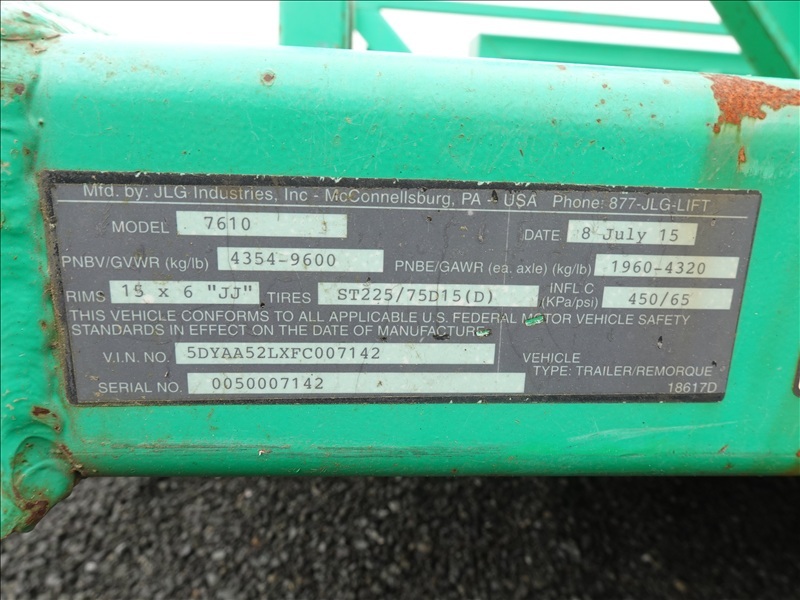 Mfd. by: JLG Industries, Inc - McConnellsburg, PA - USA Phone: 877-JLG-LIFT
MODEL 7610 DATE 8 July 15
PNBV/GVWR (kg/lb) 4354-9600 PNBE/GAWR (ea. axle) (kg/lb) 1960-4320
RIMS 15 x 6 "JJ" TIRES ST225/75D15(D) INFL C (KPa/psi) 450/65
THIS VEHICLE CONFORMS TO ALL APPLICABLE U.S. FEDERAL MOTOR VEHICLE SAFETY
STANDARDS IN EFFECT ON THE DATE OF MANUFACTURE
V.I.N. NO. 5DYAA52LXFC007142 VEHICLE
TYPE: TRAILER/REMORQUE
SERIAL NO. 0050007142 18617D